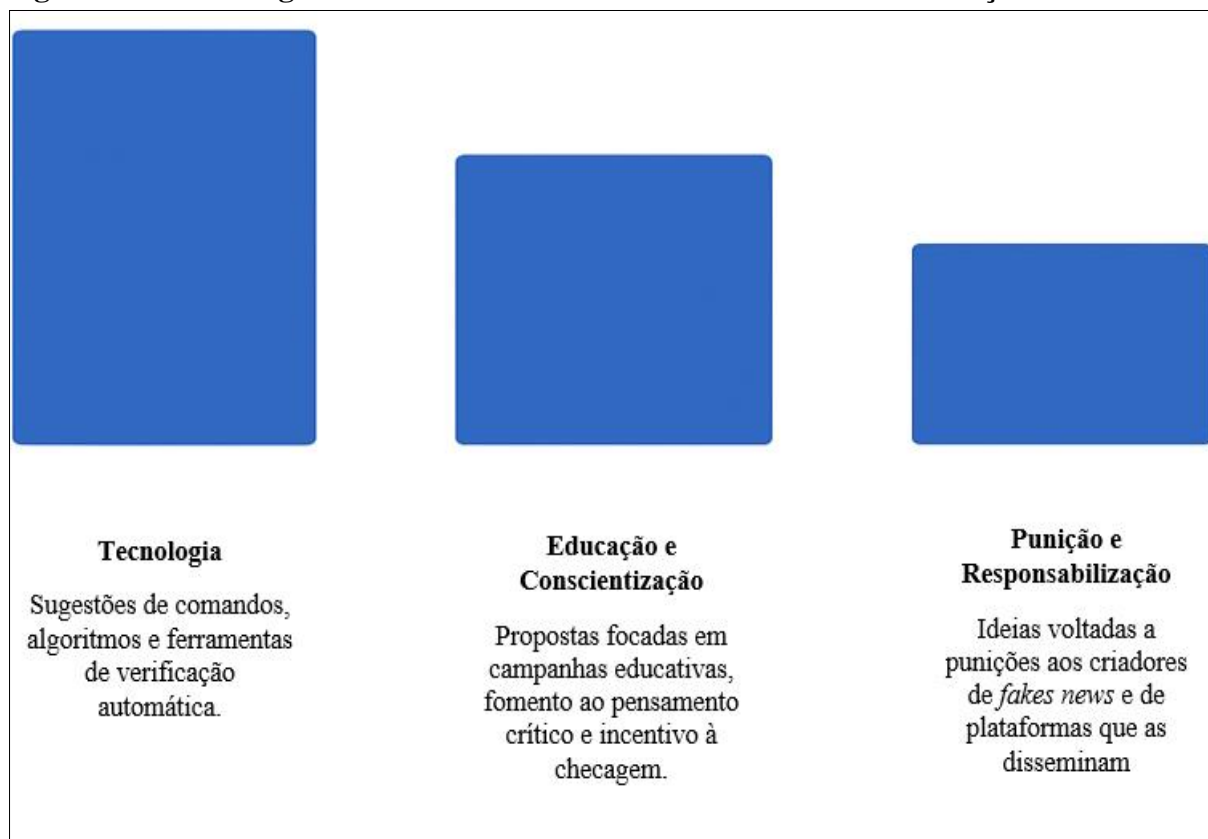 Tecnologia
Sugestões de comandos,
algoritmos e ferramentas
de verificação
automática.
Educação e
Conscientização
Propostas focadas em
campanhas educativas,
fomento ao pensamento
crítico e incentivo à
checagem.
Punição e
Responsabilização
Ideias voltadas a
punições aos criadores
de fakes news e de
plataformas que as
disseminam